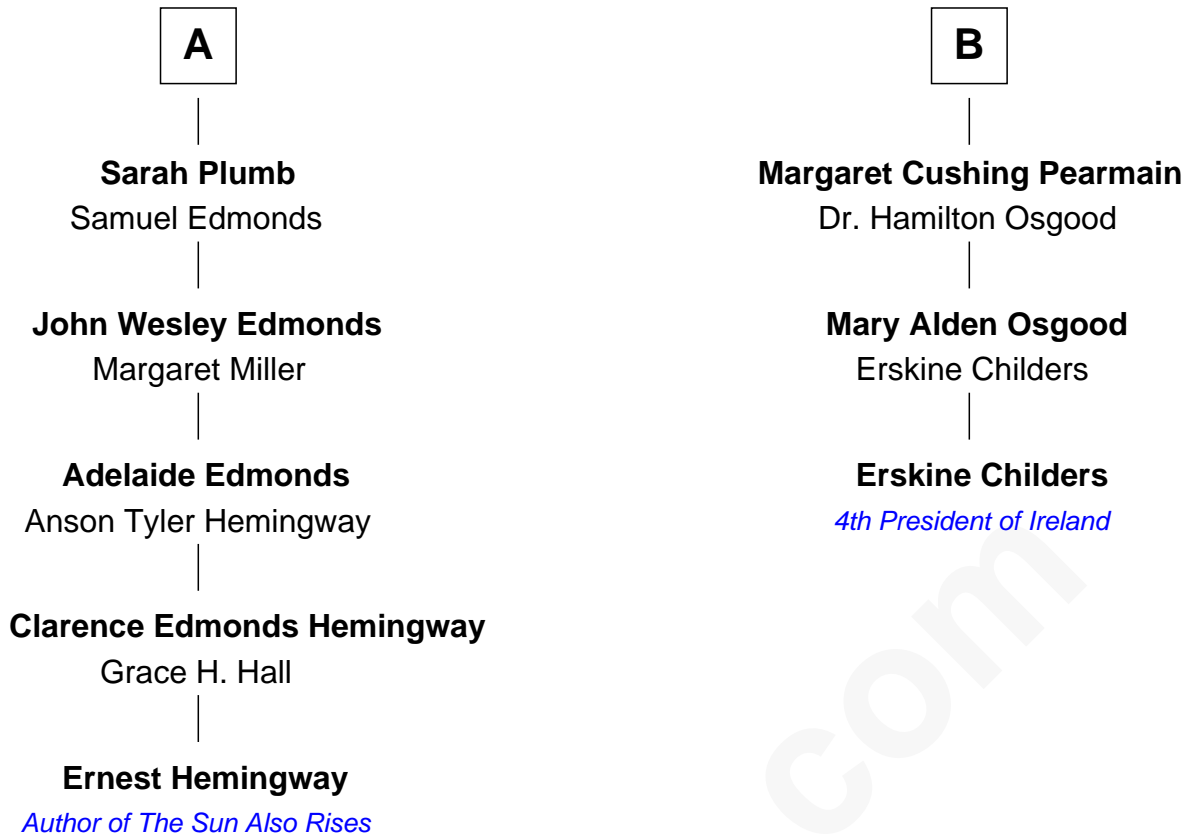 A
Sarah Plumb
Samuel Edmonds
John Wesley Edmonds
Margaret Miller
Adelaide Edmonds
Anson Tyler Hemingway
Clarence Edmonds Hemingway
Grace H. Hall
Ernest Hemingway
Author of The Sun Also Rises
B
Margaret Cushing Pearmain
Dr. Hamilton Osgood
Mary Alden Osgood
Erskine Childers
Erskine Childers
4th President of Ireland
com